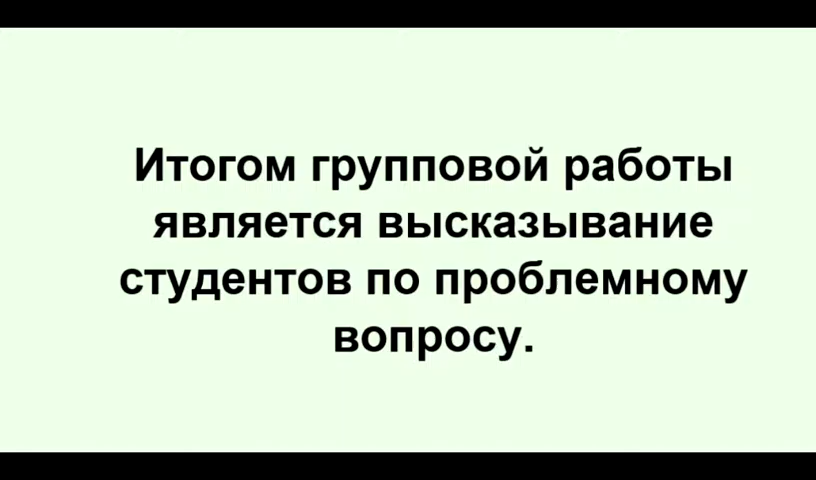 Итогом групповой работы
является высказывание
студентов по проблемному
вопросу.